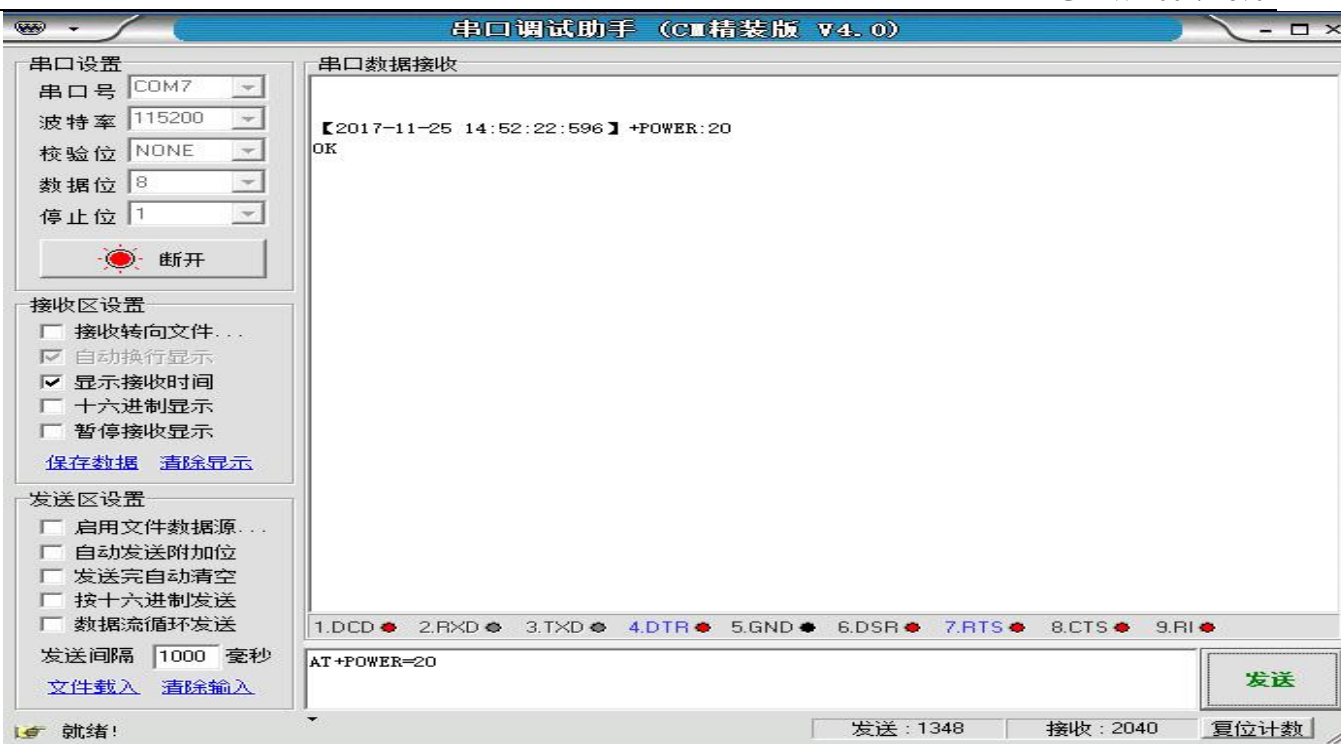 串口调试助手 (CM精装版 V4.0)
串口设置
串口号 COM7
波特率 115200
校验位 NONE
数据位 8
停止位 1
断开
接收区设置
接收转向文件...
自动换行显示
显示接收时间
十六进制显示
暂停接收显示
保存数据 清除显示
发送区设置
启用文件数据源...
自动发送附加位
发送完自动清空
按十六进制发送
数据流循环发送
发送间隔 1000 毫秒
文件载入 清除输入
串口数据接收
【2017-11-25 14:52:22:596】+POWER:20
OK
1.DCD 2.RXD 3.TXD 4.DTR 5.GND 6.DSR 7.RTS 8.CTS 9.RI
AT+POWER=20
发送
就绪! 发送:1348 接收:2040 复位计数